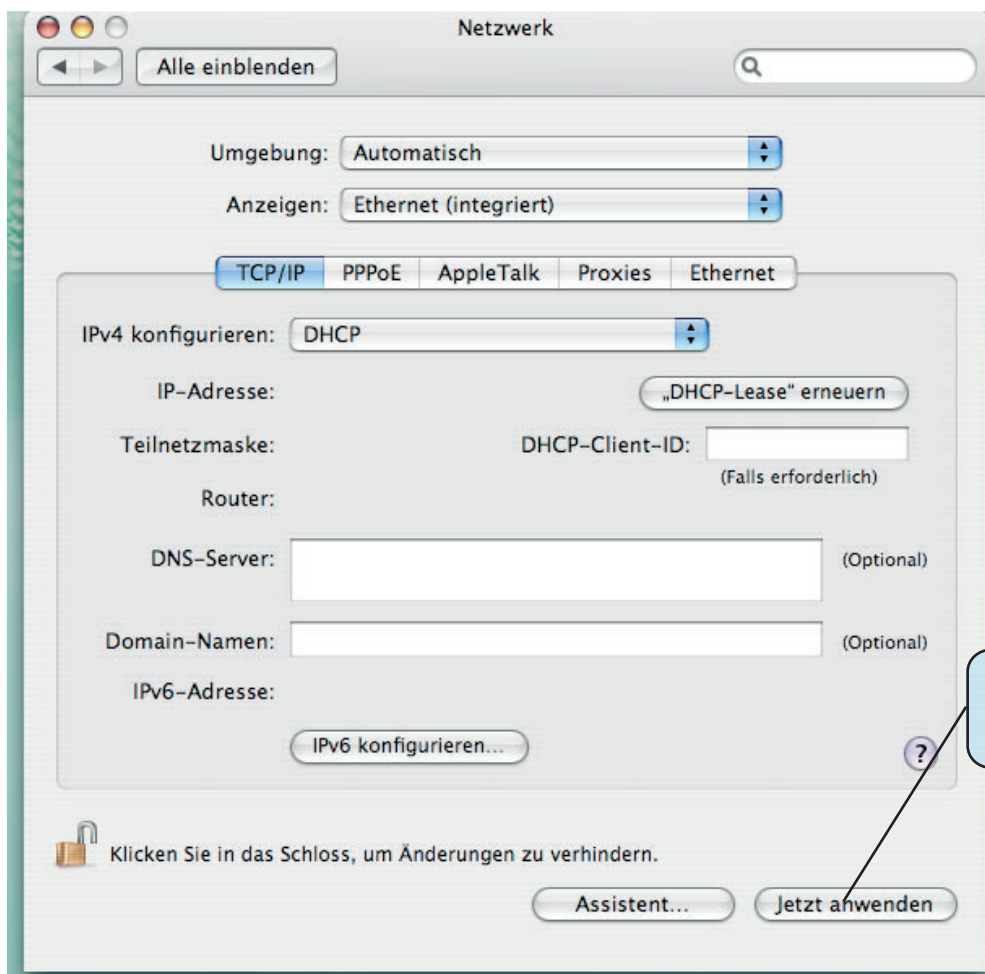 Netzwerk
Alle einblenden
Umgebung: Automatisch
Anzeigen: Ethernet (integriert)
TCP/IP PPPoE AppleTalk Proxies Ethernet
IPv4 konfigurieren: DHCP
IP-Adresse: „DHCP-Lease“ erneuern
Teilnetzmaske: DHCP-Client-ID:
(Falls erforderlich)
Router:
DNS-Server: (Optional)
Domain-Namen: (Optional)
IPv6-Adresse:
IPv6 konfigurieren... ?
Klicken Sie in das Schloss, um Änderungen zu verhindern.
Assistent... Jetzt anwenden